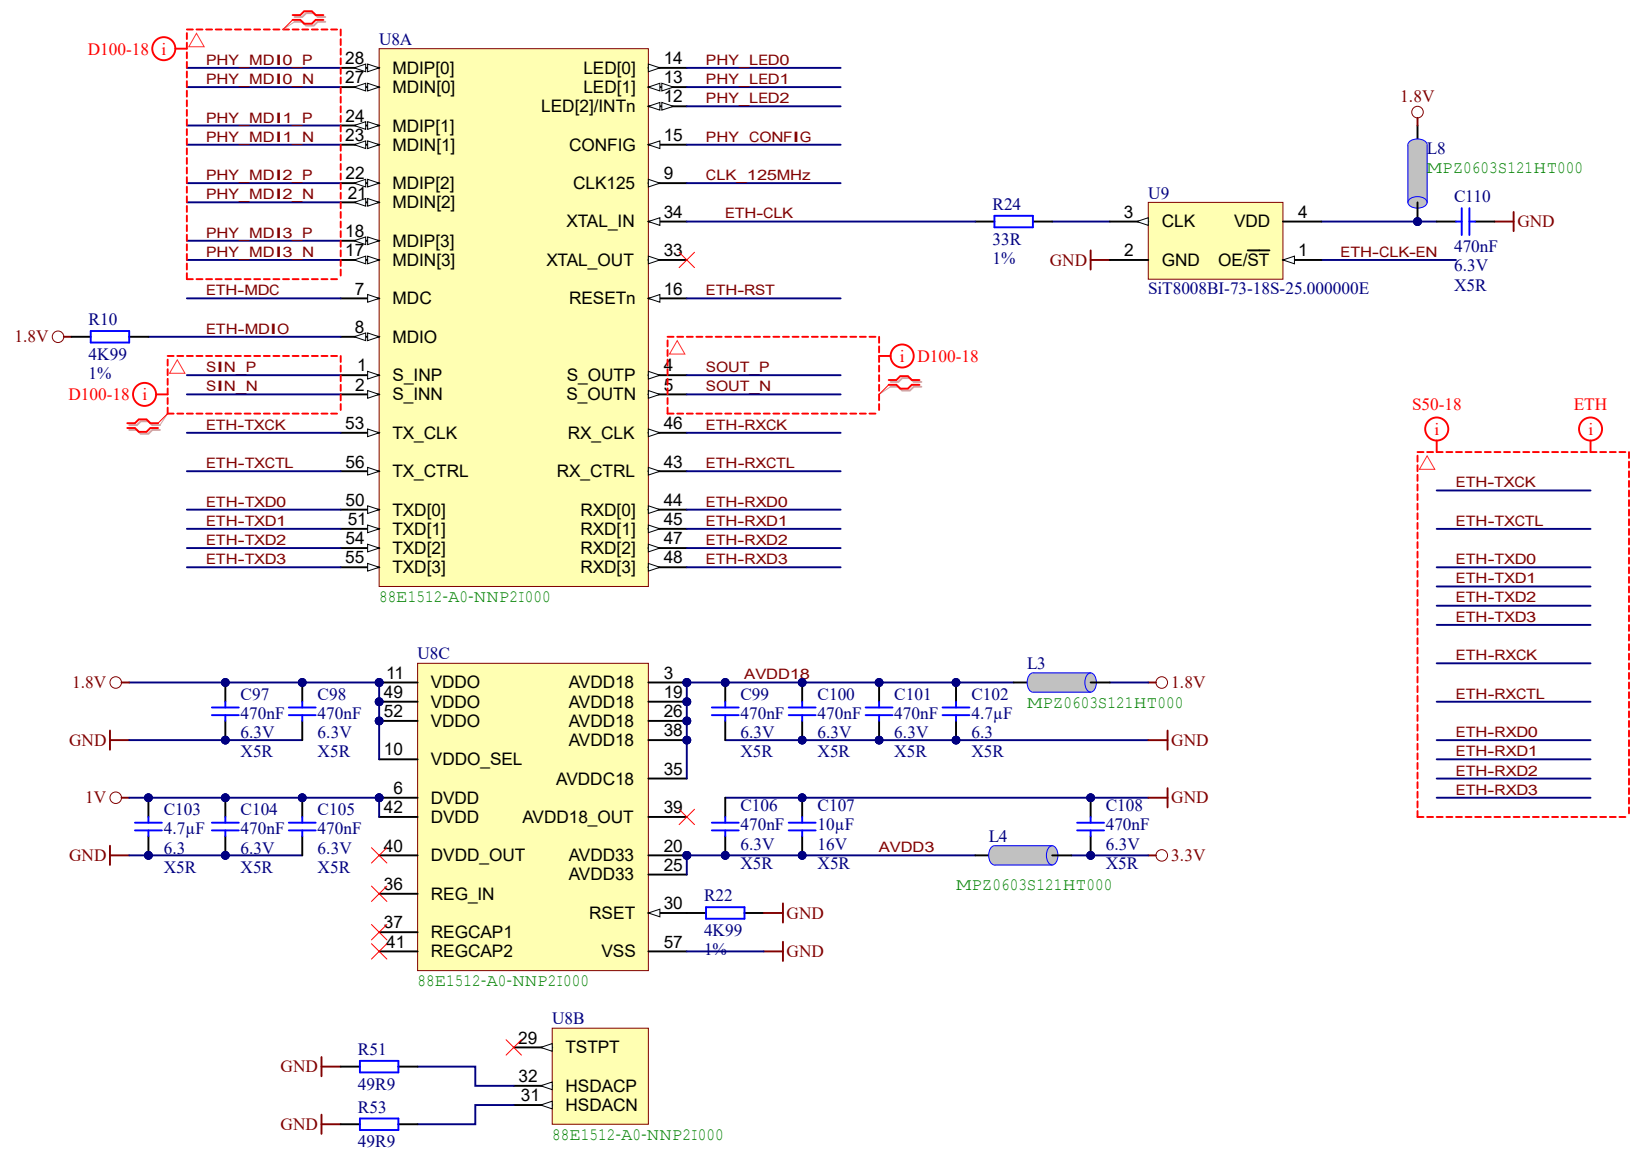 D100-18
i
U8A
PHY_MDI0_P 28 MDIP[0] LED[0] 14 PHY_LED0
PHY_MDI0_N 27 MDIN[0] LED[1] 13 PHY_LED1
LED[2]/INTn 12 PHY_LED2
PHY_MDI1_P 24 MDIP[1]
PHY_MDI1_N 23 MDIN[1] CONFIG 15 PHY_CONFIG
PHY_MDI2_P 22 MDIP[2] CLK125 9 CLK_125MHz
PHY_MDI2_N 21 MDIN[2]
XTAL_IN 34 ETH-CLK
PHY_MDI3_P 18 MDIP[3]
PHY_MDI3_N 17 MDIN[3] XTAL_OUT 33
ETH-MDC 7 MDC RESETn 16 ETH-RST
1.8V R10 ETH-MDIO 8 MDIO
4K99
1%
SIN_P 1 S_INP S_OUTP 4 SOUT_P
SIN_N 2 S_INN S_OUTN 5 SOUT_N
D100-18
i
i
D100-18
ETH-TXCK 53 TX_CLK RX_CLK 46 ETH-RXCK
ETH-TXCTL 56 TX_CTRL RX_CTRL 43 ETH-RXCTL
ETH-TXD0 50 TXD[0] RXD[0] 44 ETH-RXD0
ETH-TXD1 51 TXD[1] RXD[1] 45 ETH-RXD1
ETH-TXD2 54 TXD[2] RXD[2] 47 ETH-RXD2
ETH-TXD3 55 TXD[3] RXD[3] 48 ETH-RXD3
88E1512-A0-NNP2I000
1.8V
L8
MPZ0603S121HT000
U9
R24
33R
1%
3 CLK VDD 4
GND 2 GND OE/ST 1 ETH-CLK-EN
SiT8008BI-73-18S-25.000000E
C110
GND
470nF
6.3V
X5R
S50-18 ETH
i i
ETH-TXCK
ETH-TXCTL
ETH-TXD0
ETH-TXD1
ETH-TXD2
ETH-TXD3
ETH-RXCK
ETH-RXCTL
ETH-RXD0
ETH-RXD1
ETH-RXD2
ETH-RXD3
U8C
1.8V
C97
470nF
6.3V
X5R
C98
470nF
6.3V
X5R
GND
11 VDDO AVDD18 3 AVDD18
49 VDDO AVDD18 19
52 VDDO AVDD18 26
AVDD18 38
10 VDDO_SEL
AVDDC18 35
C99
470nF
6.3V
X5R
C100
470nF
6.3V
X5R
C101
470nF
6.3V
X5R
C102
4.7µF
6.3
X5R
L3
1.8V
MPZ0603S121HT000
GND
1V
C103
4.7µF
6.3
X5R
C104
470nF
6.3V
X5R
C105
470nF
6.3V
X5R
GND
6 DVDD
42 DVDD AVDD18_OUT 39
40 DVDD_OUT AVDD33 20 AVDD3
AVDD33 25
36 REG_IN
RSET 30
37 REGCAP1
41 REGCAP2 VSS 57 GND
C106
470nF
6.3V
X5R
C107
10µF
16V
X5R
L4
MPZ0603S121HT000
C108
470nF
6.3V
X5R
GND
3.3V
R22
4K99
1%
GND
88E1512-A0-NNP2I000
U8B
29 TSTPT
32 HSDACP
31 HSDACN
GND R51
49R9
GND R53
49R9
88E1512-A0-NNP2I000